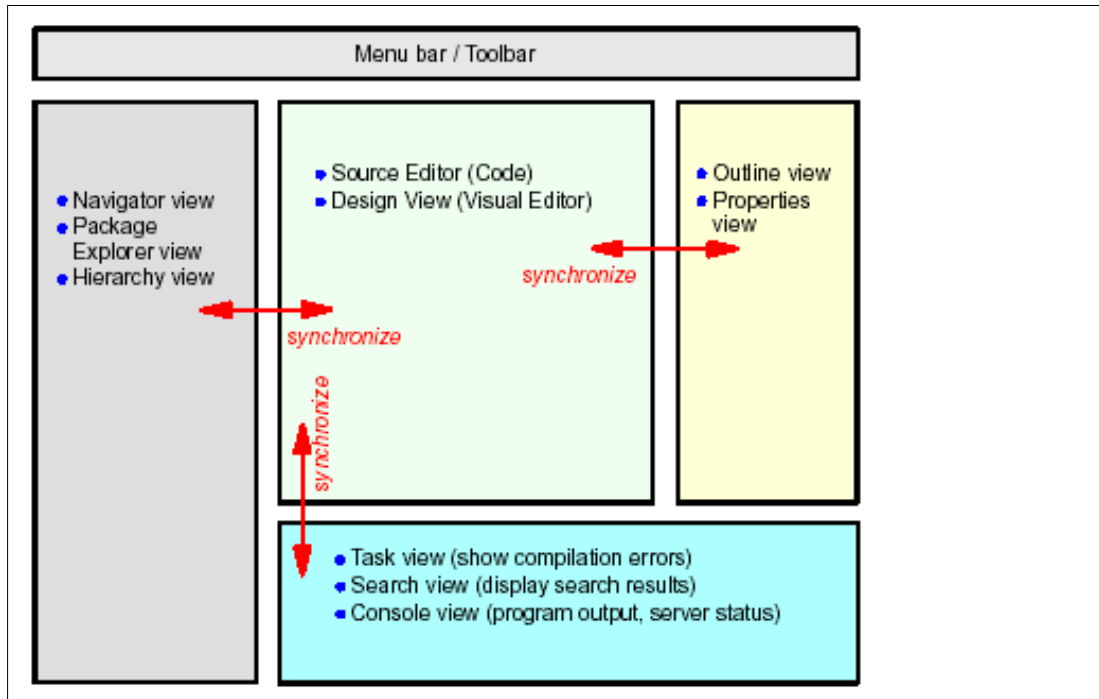 Menu bar / Toolbar
Navigator view
Package
Explorer view
Hierarchy view
Source Editor (Code)
Design View (Visual Editor)
Outline view
Properties
view
synchronize
synchronize
synchronize
Task view (show compilation errors)
Search view (display search results)
Console view (program output, server status)